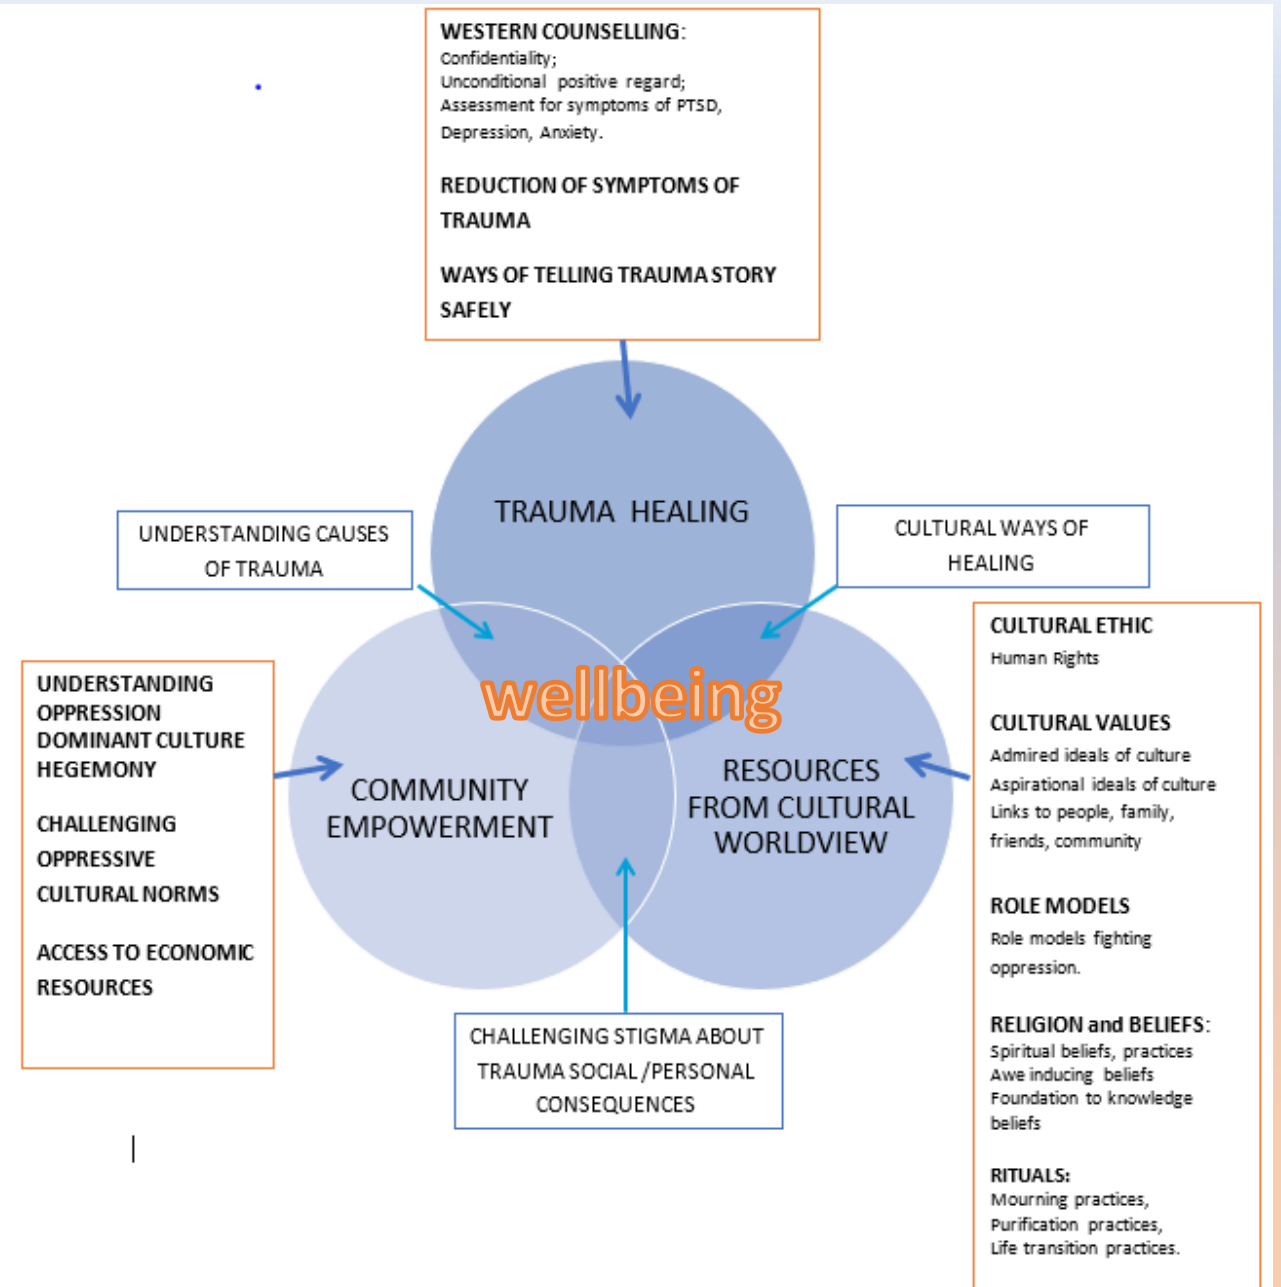 WESTERN COUNSELLING:
Confidentiality;
Unconditional positive regard;
Assessment for symptoms of PTSD,
Depression, Anxiety.
REDUCTION OF SYMPTOMS OF
TRAUMA
WAYS OF TELLING TRAUMA STORY
SAFELY
TRAUMA HEALING
UNDERSTANDING CAUSES
OF TRAUMA
CULTURAL WAYS OF
HEALING
wellbeing
UNDERSTANDING
OPPRESSION
DOMINANT CULTURE
HEGEMONY
CHALLENGING
OPPRESSIVE
CULTURAL NORMS
ACCESS TO ECONOMIC
RESOURCES
COMMUNITY
EMPOWERMENT
RESOURCES
FROM CULTURAL
WORLDVIEW
CULTURAL ETHIC
Human Rights
CULTURAL VALUES
Admired ideals of culture
Aspirational ideals of culture
Links to people, family,
friends, community
ROLE MODELS
Role models fighting
oppression.
RELIGION and BELIEFS:
Spiritual beliefs, practices
Awe inducing beliefs
Foundation to knowledge
beliefs
RITUALS:
Mourning practices,
Purification practices,
Life transition practices.
CHALLENGING STIGMA ABOUT
TRAUMA SOCIAL /PERSONAL
CONSEQUENCES